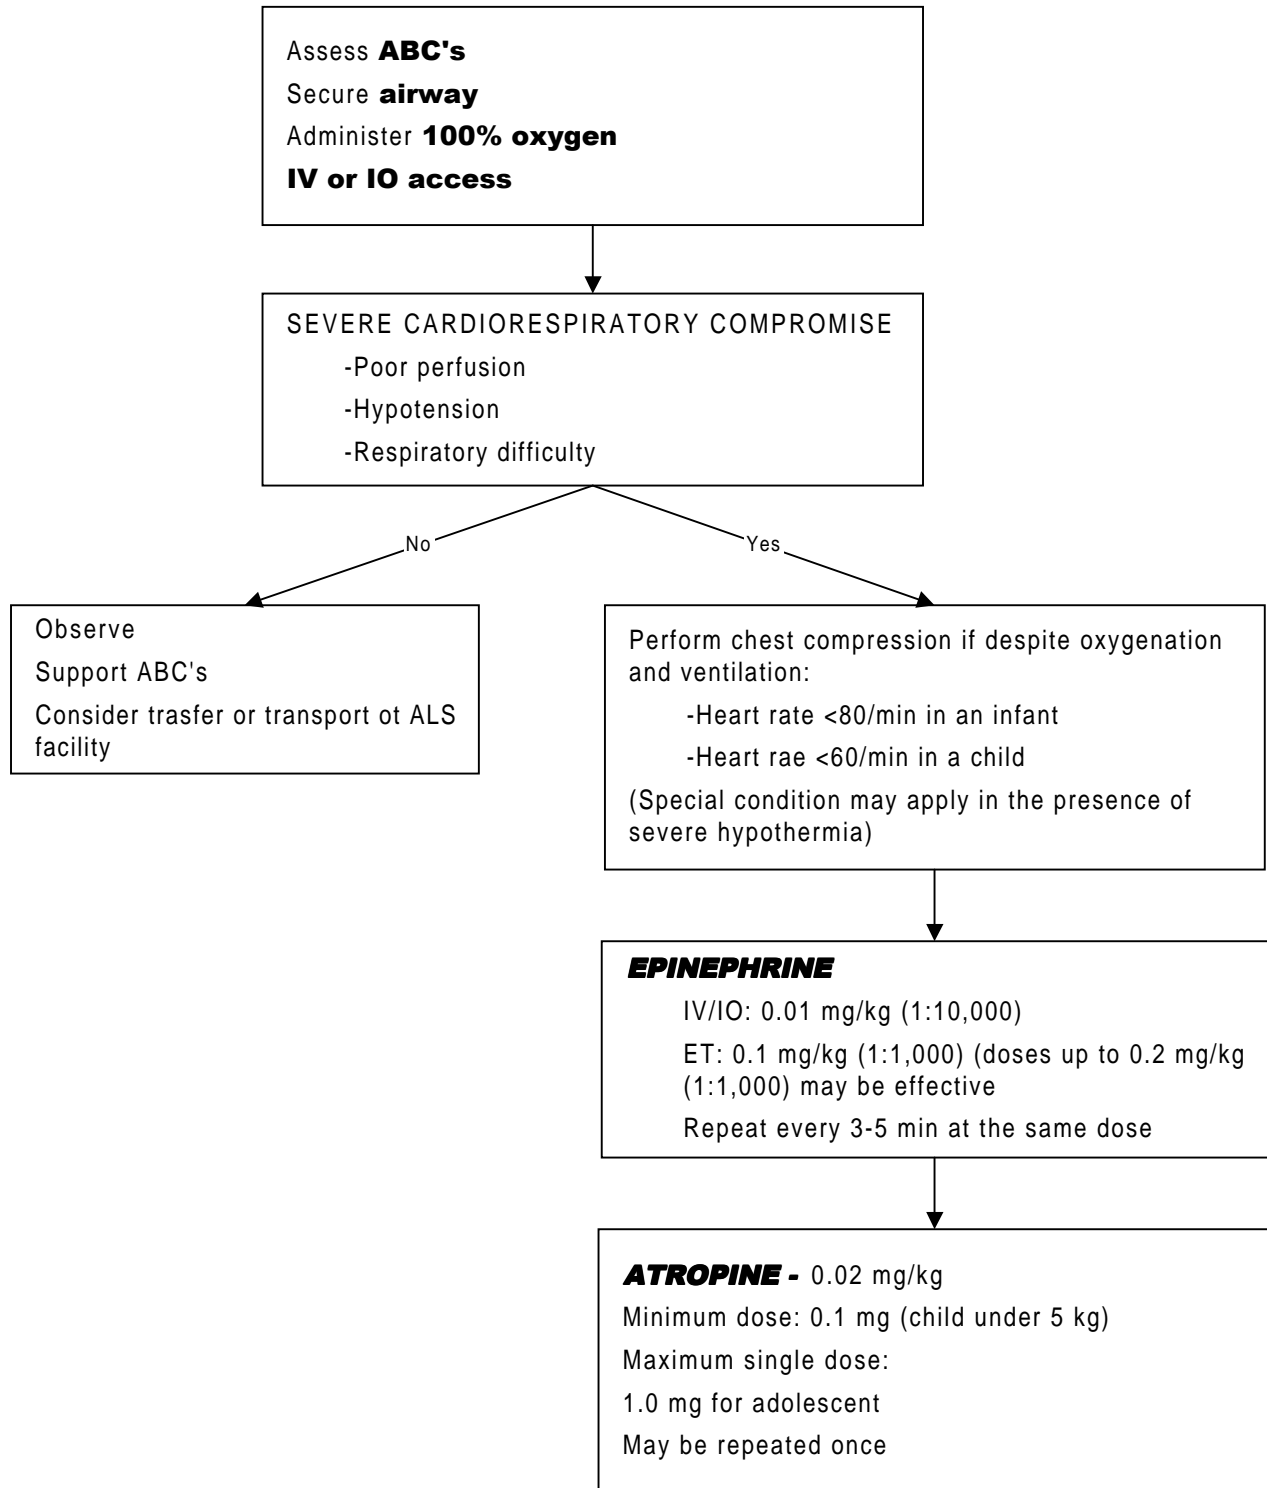 Assess ABC's
Secure airway
Administer 100% oxygen
IV or IO access
SEVERE CARDIORESPIRATORY COMPROMISE
-Poor perfusion
-Hypotension
-Respiratory difficulty
No
Yes
Observe
Support ABC's
Consider trasfer or transport ot ALS
facility
Perform chest compression if despite oxygenation
and ventilation:
-Heart rate <80/min in an infant
-Heart rae <60/min in a child
(Special condition may apply in the presence of
severe hypothermia)
EPINEPHRINE
IV/IO: 0.01 mg/kg (1:10,000)
ET: 0.1 mg/kg (1:1,000) (doses up to 0.2 mg/kg
(1:1,000) may be effective
Repeat every 3-5 min at the same dose
ATROPINE - 0.02 mg/kg
Minimum dose: 0.1 mg (child under 5 kg)
Maximum single dose:
1.0 mg for adolescent
May be repeated once